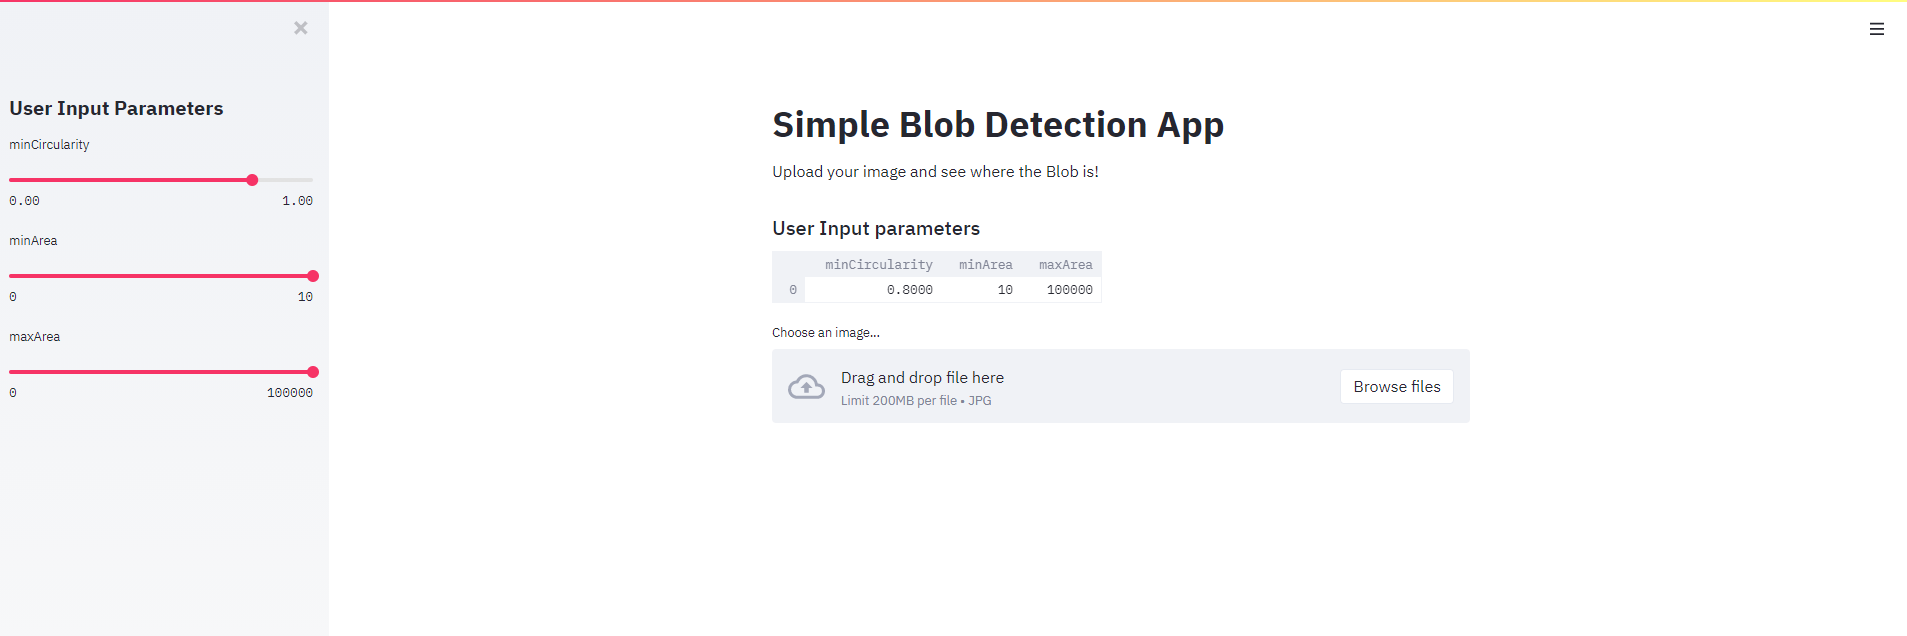 User Input Parameters
minCircularity
0.00 1.00
minArea
0 10
maxArea
0 100000
Simple Blob Detection App
Upload your image and see where the Blob is!
User Input parameters
minCircularity minArea maxArea
0 0.8000 10 100000
Choose an image...
Drag and drop file here
Limit 200MB per file • JPG
Browse files